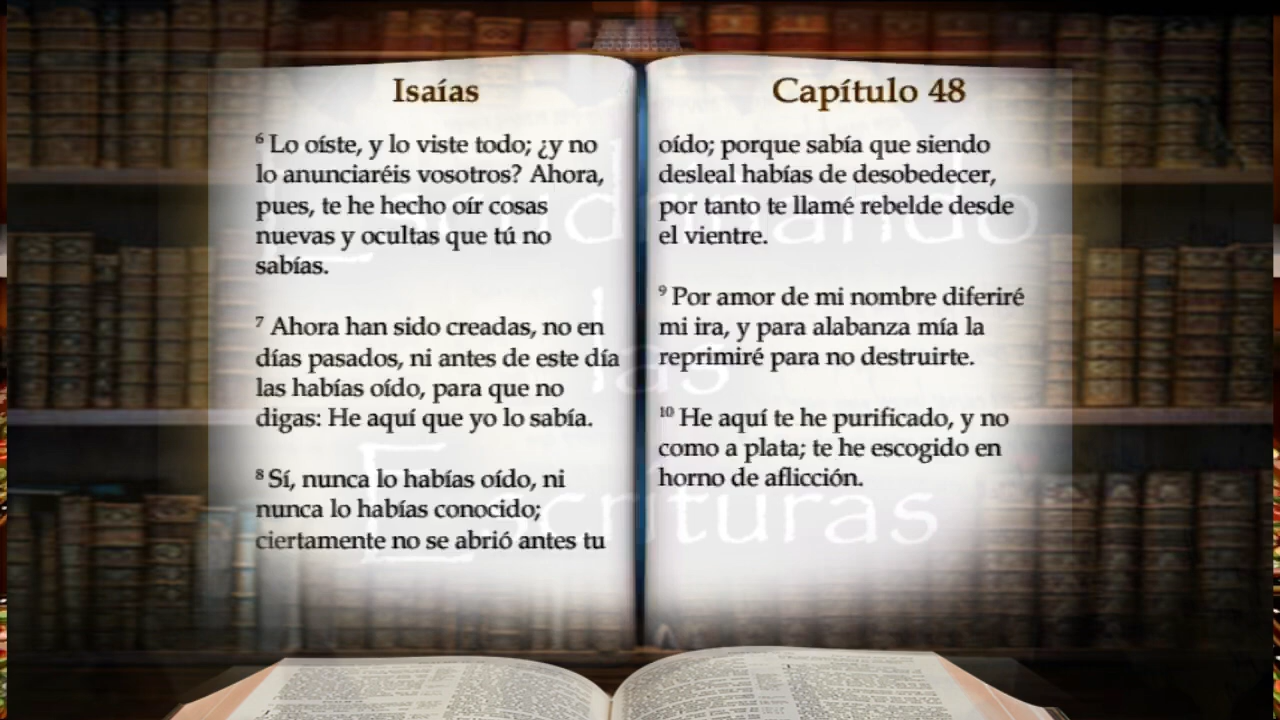 Isaías
6 Lo oíste, y lo viste todo; ¿y no
lo anunciaréis vosotros? Ahora,
pues, te he hecho oír cosas
nuevas y ocultas que tú no
sabías.
7 Ahora han sido creadas, no en
días pasados, ni antes de este día
las habías oído, para que no
digas: He aquí que yo lo sabía.
8 Sí, nunca lo habías oído, ni
nunca lo habías conocido;
ciertamente no se abrió antes tu
Capítulo 48
oído; porque sabía que siendo
desleal habías de desobedecer,
por tanto te llamé rebelde desde
el vientre.
9 Por amor de mi nombre diferiré
mi ira, y para alabanza mía la
reprimiré para no destruirte.
10 He aquí te he purificado, y no
como a plata; te he escogido en
horno de aflicción.
Escudriñando
las
Escrituras